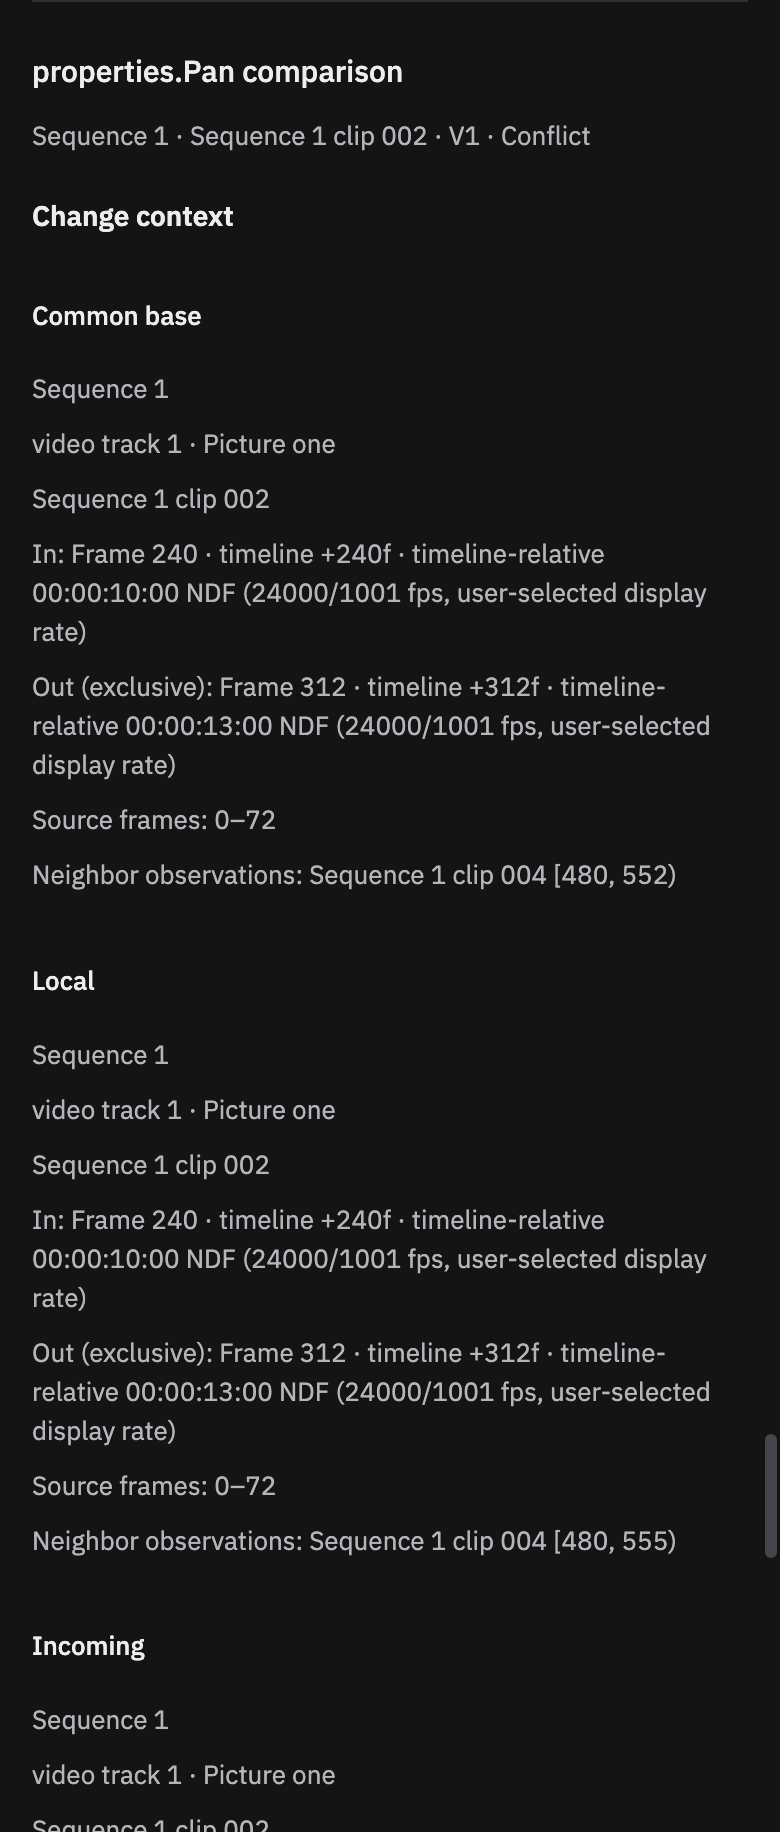 properties.Pan comparison
Sequence 1 · Sequence 1 clip 002 · V1 · Conflict
Change context
Common base
Sequence 1
video track 1 · Picture one
Sequence 1 clip 002
In: Frame 240 · timeline +240f · timeline-relative
00:00:10:00 NDF (24000/1001 fps, user-selected display
rate)
Out (exclusive): Frame 312 · timeline +312f · timeline-
relative 00:00:13:00 NDF (24000/1001 fps, user-selected
display rate)
Source frames: 0–72
Neighbor observations: Sequence 1 clip 004 [480, 552)
Local
Sequence 1
video track 1 · Picture one
Sequence 1 clip 002
In: Frame 240 · timeline +240f · timeline-relative
00:00:10:00 NDF (24000/1001 fps, user-selected display
rate)
Out (exclusive): Frame 312 · timeline +312f · timeline-
relative 00:00:13:00 NDF (24000/1001 fps, user-selected
display rate)
Source frames: 0–72
Neighbor observations: Sequence 1 clip 004 [480, 555)
Incoming
Sequence 1
video track 1 · Picture one
Sequence 1 clip 002